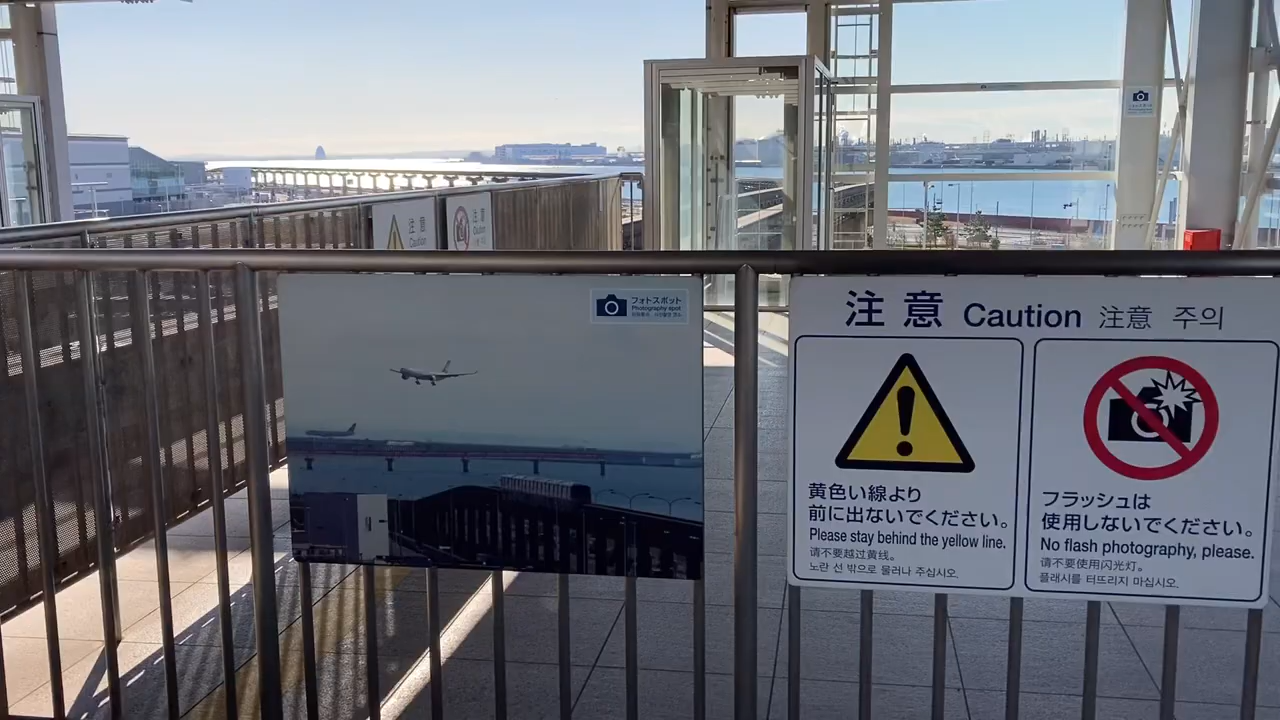 注意
Caution
注意
Caution
フォトスポット
Photography spot
注意 Caution 注意 주의
黄色い線より
前に出ないでください。
Please stay behind the yellow line.
请不要越过黄线。
노란 선 밖으로 물러나 주십시오.
フラッシュは
使用しないでください。
No flash photography, please.
请不要使用闪光灯。
플래시를 터뜨리지 마십시오.